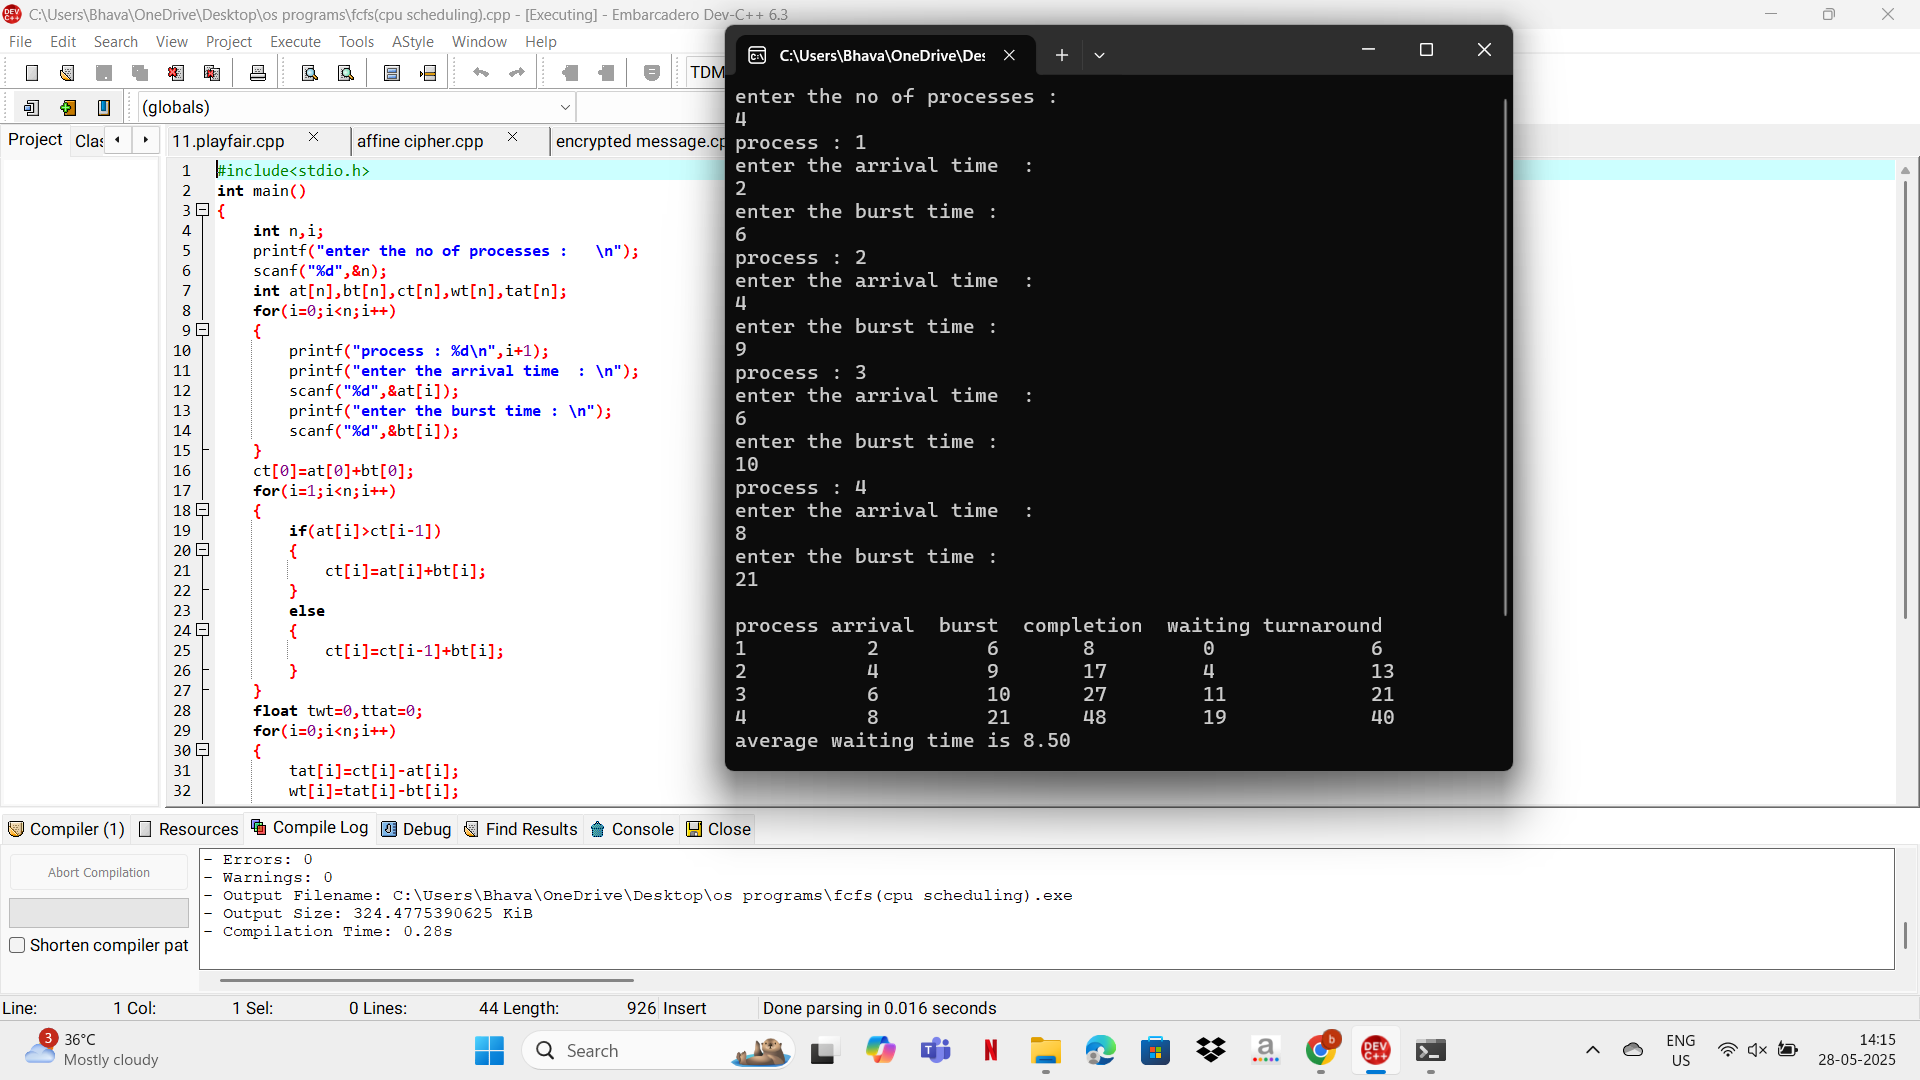 C:\Users\Bhava\OneDrive\Desktop\os programs\fcfs(cpu scheduling).cpp - [Executing] - Embarcadero Dev-C++ 6.3
File Edit Search View Project Execute Tools AStyle Window Help
TDM
(globals)
Project Clas 11.playfair.cpp affine cipher.cpp encrypted message.cp
1 #include<stdio.h>
2 int main()
3 {
4 int n,i;
5 printf("enter the no of processes :   \n");
6 scanf("%d",&n);
7 int at[n],bt[n],ct[n],wt[n],tat[n];
8 for(i=0;i<n;i++)
9 {
10 printf("process : %d\n",i+1);
11 printf("enter the arrival time  : \n");
12 scanf("%d",&at[i]);
13 printf("enter the burst time : \n");
14 scanf("%d",&bt[i]);
15 }
16 ct[0]=at[0]+bt[0];
17 for(i=1;i<n;i++)
18 {
19 if(at[i]>ct[i-1])
20 {
21 ct[i]=at[i]+bt[i];
22 }
23 else
24 {
25 ct[i]=ct[i-1]+bt[i];
26 }
27 }
28 float twt=0,ttat=0;
29 for(i=0;i<n;i++)
30 {
31 tat[i]=ct[i]-at[i];
32 wt[i]=tat[i]-bt[i];
C:\Users\Bhava\OneDrive\Des
enter the no of processes :
4
process : 1
enter the arrival time  :
2
enter the burst time :
6
process : 2
enter the arrival time  :
4
enter the burst time :
9
process : 3
enter the arrival time  :
6
enter the burst time :
10
process : 4
enter the arrival time  :
8
enter the burst time :
21
process arrival  burst  completion  waiting turnaround
1 2 6 8 0 6
2 4 9 17 4 13
3 6 10 27 11 21
4 8 21 48 19 40
average waiting time is 8.50
Compiler (1) Resources Compile Log Debug Find Results Console Close
Abort Compilation
Shorten compiler pat
- Errors: 0
- Warnings: 0
- Output Filename: C:\Users\Bhava\OneDrive\Desktop\os programs\fcfs(cpu scheduling).exe
- Output Size: 324.4775390625 KiB
- Compilation Time: 0.28s
Line: 1 Col: 1 Sel: 0 Lines: 44 Length: 926 Insert Done parsing in 0.016 seconds
3
36°C
Mostly cloudy
Search
ENG
US
14:15
28-05-2025